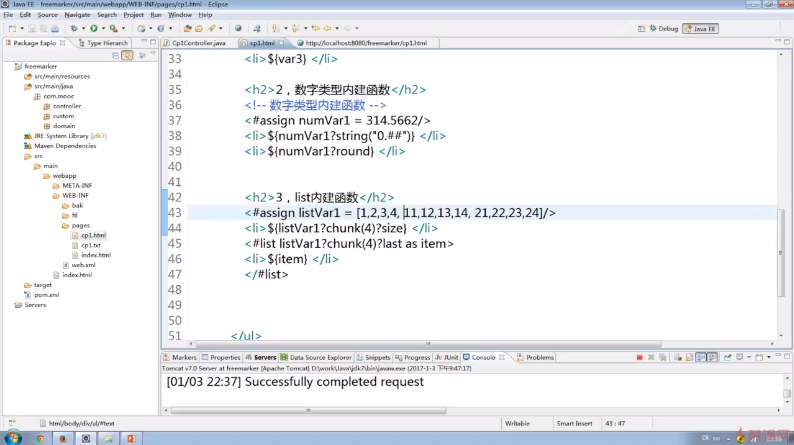 Java EE - freemarker/src/main/webapp/WEB-INF/pages/cp1.html - Eclipse
File Edit Source Navigate Search Project Run Window Help
Debug Java EE
Package Explo Type Hierarch
Cp1Controller.java cp1.html http://localhost:8080/freemarker/cp1.html
freemarker
src/main/resources
src/main/java
com.mooc
controller
custom
domain
JRE System Library [jdk7]
Maven Dependencies
src
main
webapp
META-INF
WEB-INF
bak
ftl
pages
cp1.html
cp1.txt
index.html
web.xml
index.html
target
pom.xml
Servers
33 <li>${var3} </li>
34
35 <h2>2，数字类型内建函数</h2>
36 <!-- 数字类型内建函数 -->
37 <#assign numVar1 = 314.5662/>
38 <li>${numVar1?string("0.##")} </li>
39 <li>${numVar1?round} </li>
40
41
42 <h2>3，list内建函数</h2>
43 <#assign listVar1 = [1,2,3,4, 11,12,13,14, 21,22,23,24]/>
44 <li>${listVar1?chunk(4)?size} </li>
45 <#list listVar1?chunk(4)?last as item>
46 <li>${item} </li>
47 </#list>
48
49
50
51 </ul>
Markers Properties Servers Data Source Explorer Snippets Progress JUnit Console Problems
Tomcat v7.0 Server at freemarker [Apache Tomcat] D:\work\Java\jdk7\bin\javaw.exe (2017-1-3 下午9:47:17)
[01/03 22:37] Successfully completed request
html/body/div/ul/#text Writable Smart Insert 43 : 47